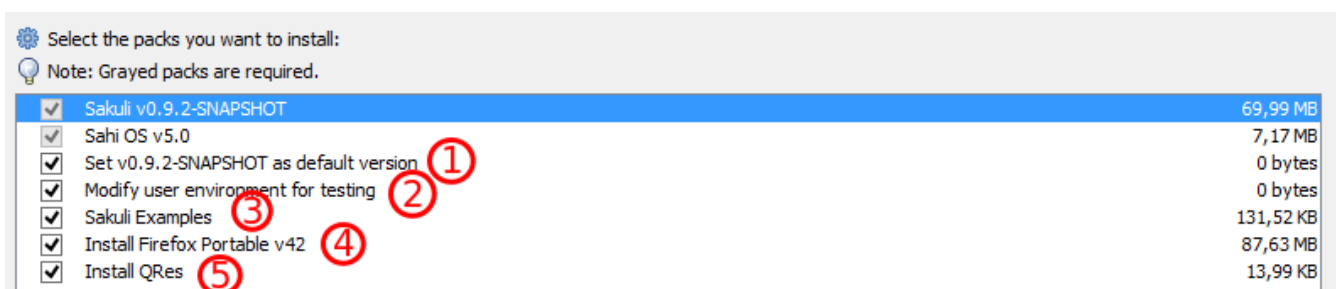 Select the packs you want to install:
Note: Grayed packs are required.
Sakuli v0.9.2-SNAPSHOT 69,99 MB
Sahi OS v5.0 7,17 MB
Set v0.9.2-SNAPSHOT as default version 1 0 bytes
Modify user environment for testing 2 0 bytes
Sakuli Examples 3 131,52 KB
Install Firefox Portable v42 4 87,63 MB
Install QRes 5 13,99 KB